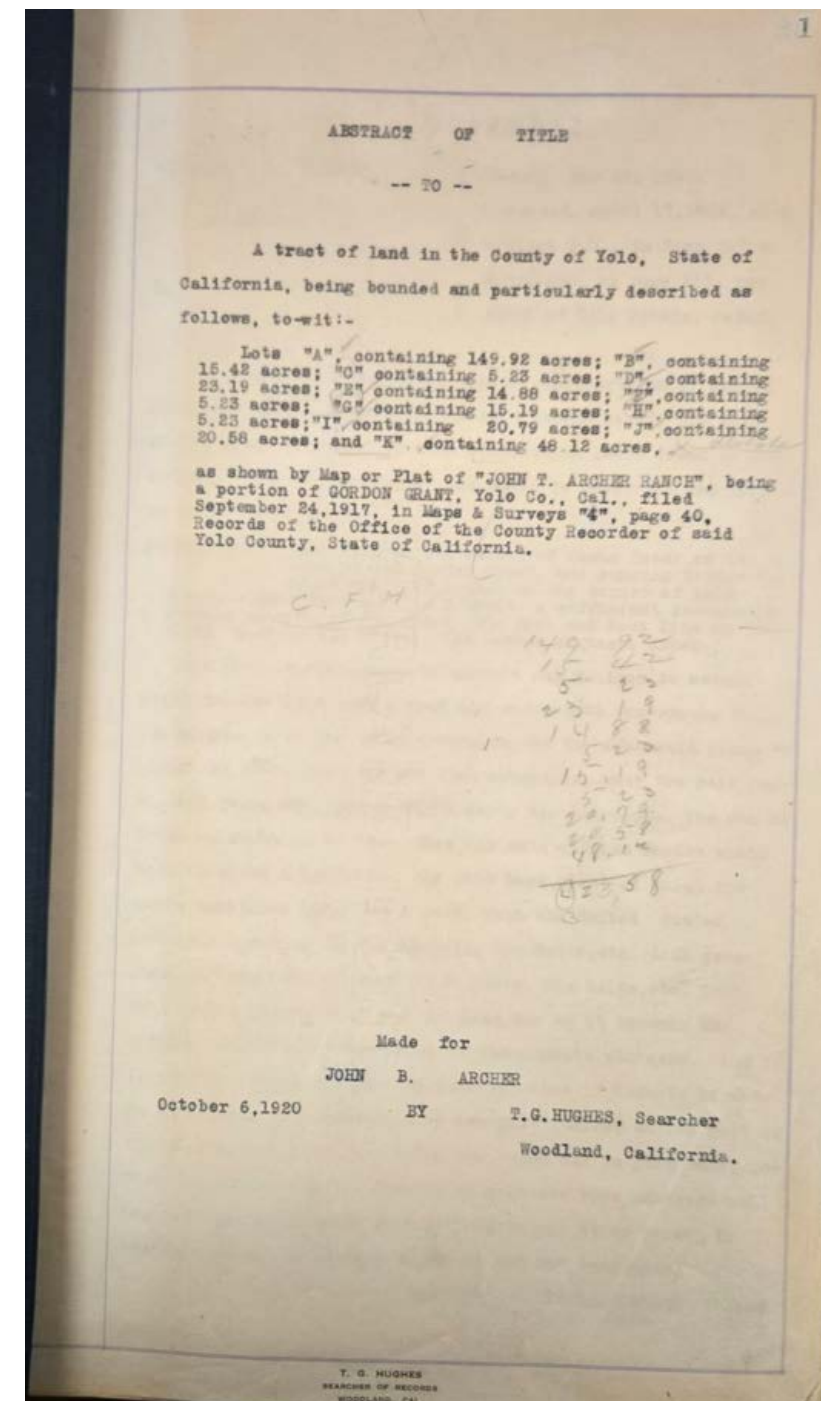 1
ABSTRACT OF TITLE
-- TO --
A tract of land in the County of Yolo, State of
California, being bounded and particularly described as
follows, to-wit:-
Lots "A", containing 149.92 acres; "B", containing
15.42 acres; "C" containing 5.23 acres; "D", containing
23.19 acres; "E" containing 14.88 acres; "F",containing
5.23 acres; "G" containing 15.19 acres; "H",containing
5.23 acres;"I", containing 20.79 acres; "J",containing
20.58 acres; and "K", containing 48.12 acres,
as shown by Map or Plat of "JOHN T. ARCHER RANCH", being
a portion of GORDON GRANT, Yolo Co., Cal., filed
September 24,1917, in Maps & Surveys "4", page 40,
Records of the Office of the County Recorder of said
Yolo County, State of California.
C. F H
149 92
15 42
5 23
23 19
14 88
5 23
15 19
5 23
20.79
20.58
48.12
23,58
3
Made for
JOHN B. ARCHER
October 6,1920 BY T.G.HUGHES, Searcher
Woodland, California.
T. G. HUGHES
SEARCHER OF RECORDS
WOODLAND, CAL.